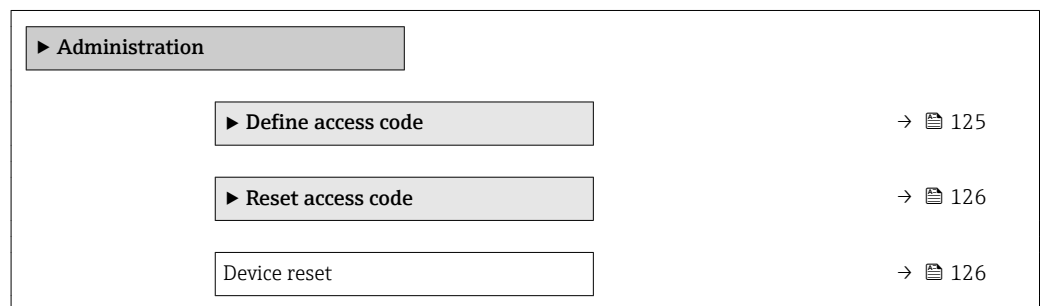 ▶ Administration
▶ Define access code → 🖹 125
▶ Reset access code → 🖹 126
Device reset → 🖹 126